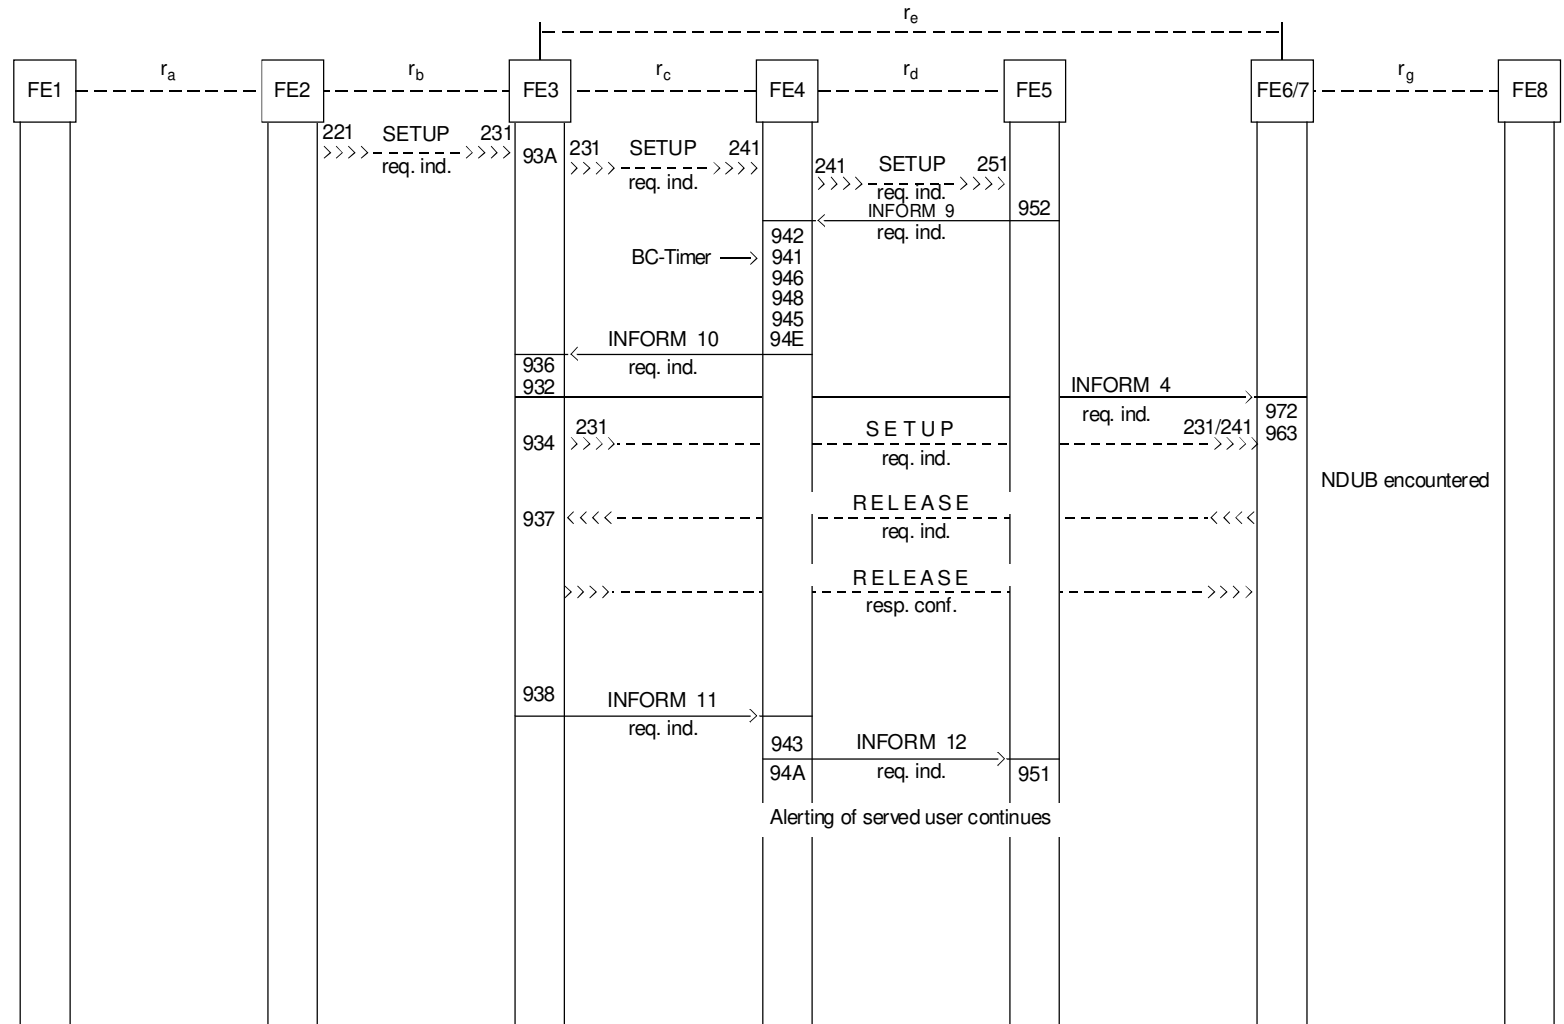 re
FE1 ra FE2 rb FE3 rc FE4 rd FE5 FE6/7 rg FE8
221 SETUP 231
req. ind.
93A
231 SETUP 241
req. ind.
241 SETUP 251
req. ind.
INFORM 9
req. ind.
952
942
BC-Timer
941
946
948
945
94E
INFORM 10
req. ind.
936
932
INFORM 4
req. ind.
972
963
934
231 SETUP 231/241
req. ind.
NDUB encountered
RELEASE
937
req. ind.
RELEASE
resp. conf.
938
INFORM 11
req. ind.
943
INFORM 12
req. ind.
94A
951
Alerting of served user continues